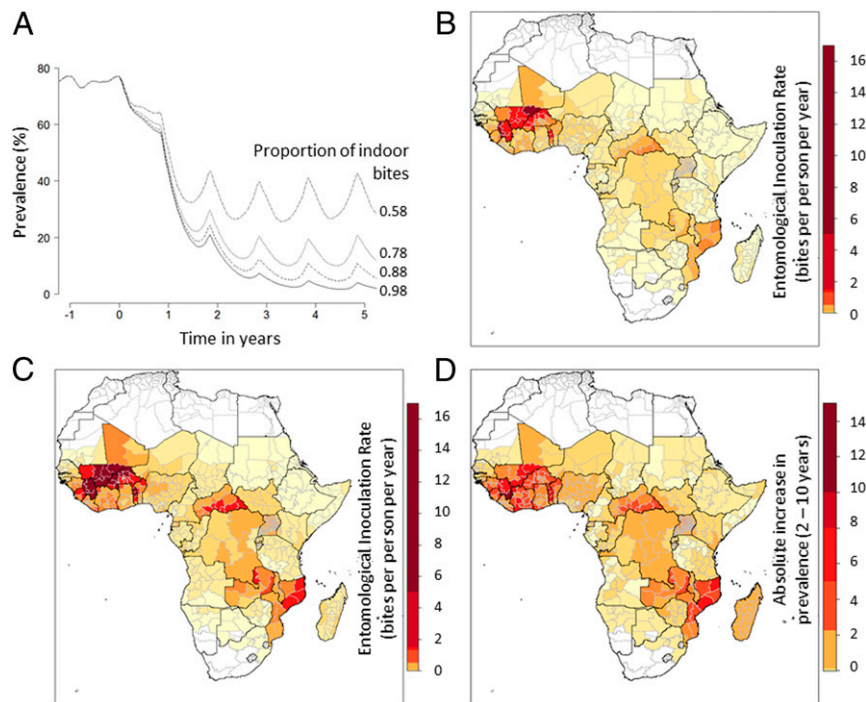 A
80
60
40
20
0
Prevalence (%)
Proportion of indoor
bites
0.58
0.78
0.88
0.98
-1 0 1 2 3 4 5
Time in years
B
Entomological Inoculation Rate
(bites per person per year)
16
14
12
10
8
6
4
2
0
C
Entomological Inoculation Rate
(bites per person per year)
16
14
12
10
8
6
4
2
0
D
Absolute increase in
prevalence (2 – 10 years)
14
12
10
8
6
4
2
0